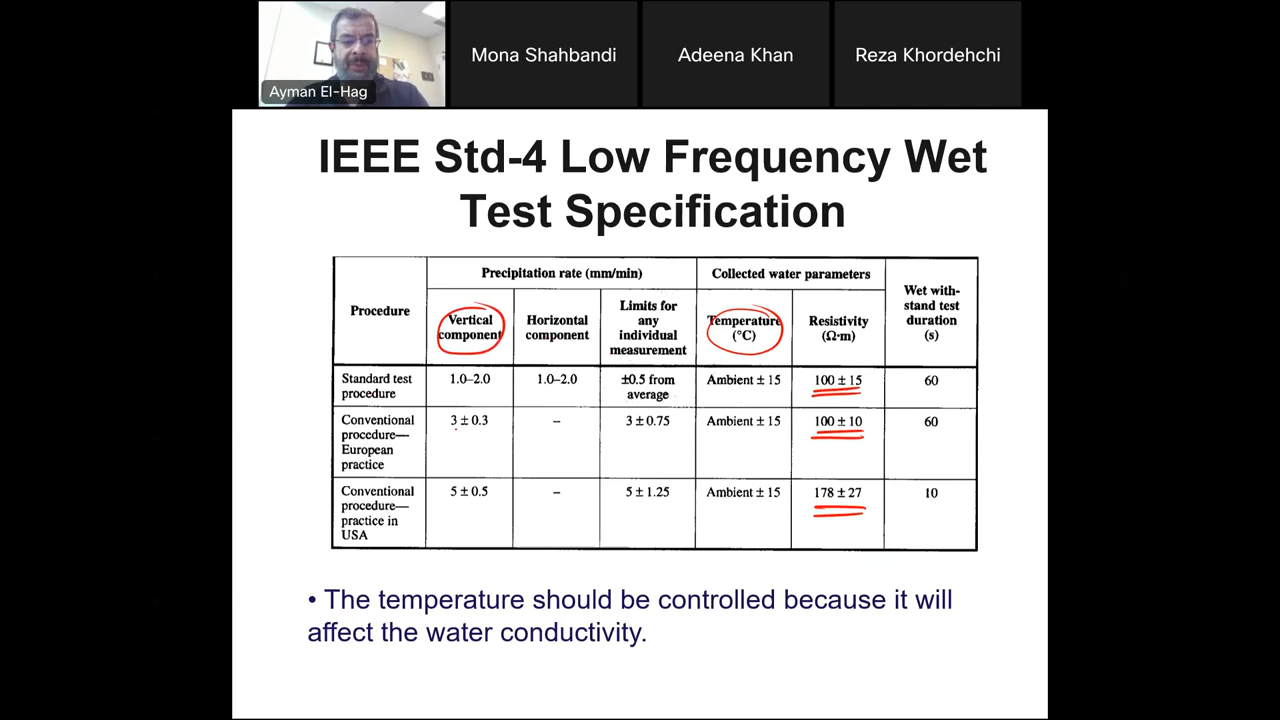 Mona Shahbandi
Adeena Khan
Reza Khordehchi
Ayman El-Hag
IEEE Std-4 Low Frequency Wet
Test Specification
Procedure
Precipitation rate (mm/min)
Collected water parameters
Wet with-
stand test
duration
(s)
Vertical
component
Horizontal
component
Limits for
any
individual
measurement
Temperature
(°C)
Resistivity
(Ω·m)
Standard test
procedure
1.0–2.0
1.0–2.0
±0.5 from
average
Ambient ± 15
100 ± 15
60
Conventional
procedure—
European
practice
3 ± 0.3
–
3 ± 0.75
Ambient ± 15
100 ± 10
60
Conventional
procedure—
practice in
USA
5 ± 0.5
–
5 ± 1.25
Ambient ± 15
178 ± 27
10
• The temperature should be controlled because it will
affect the water conductivity.